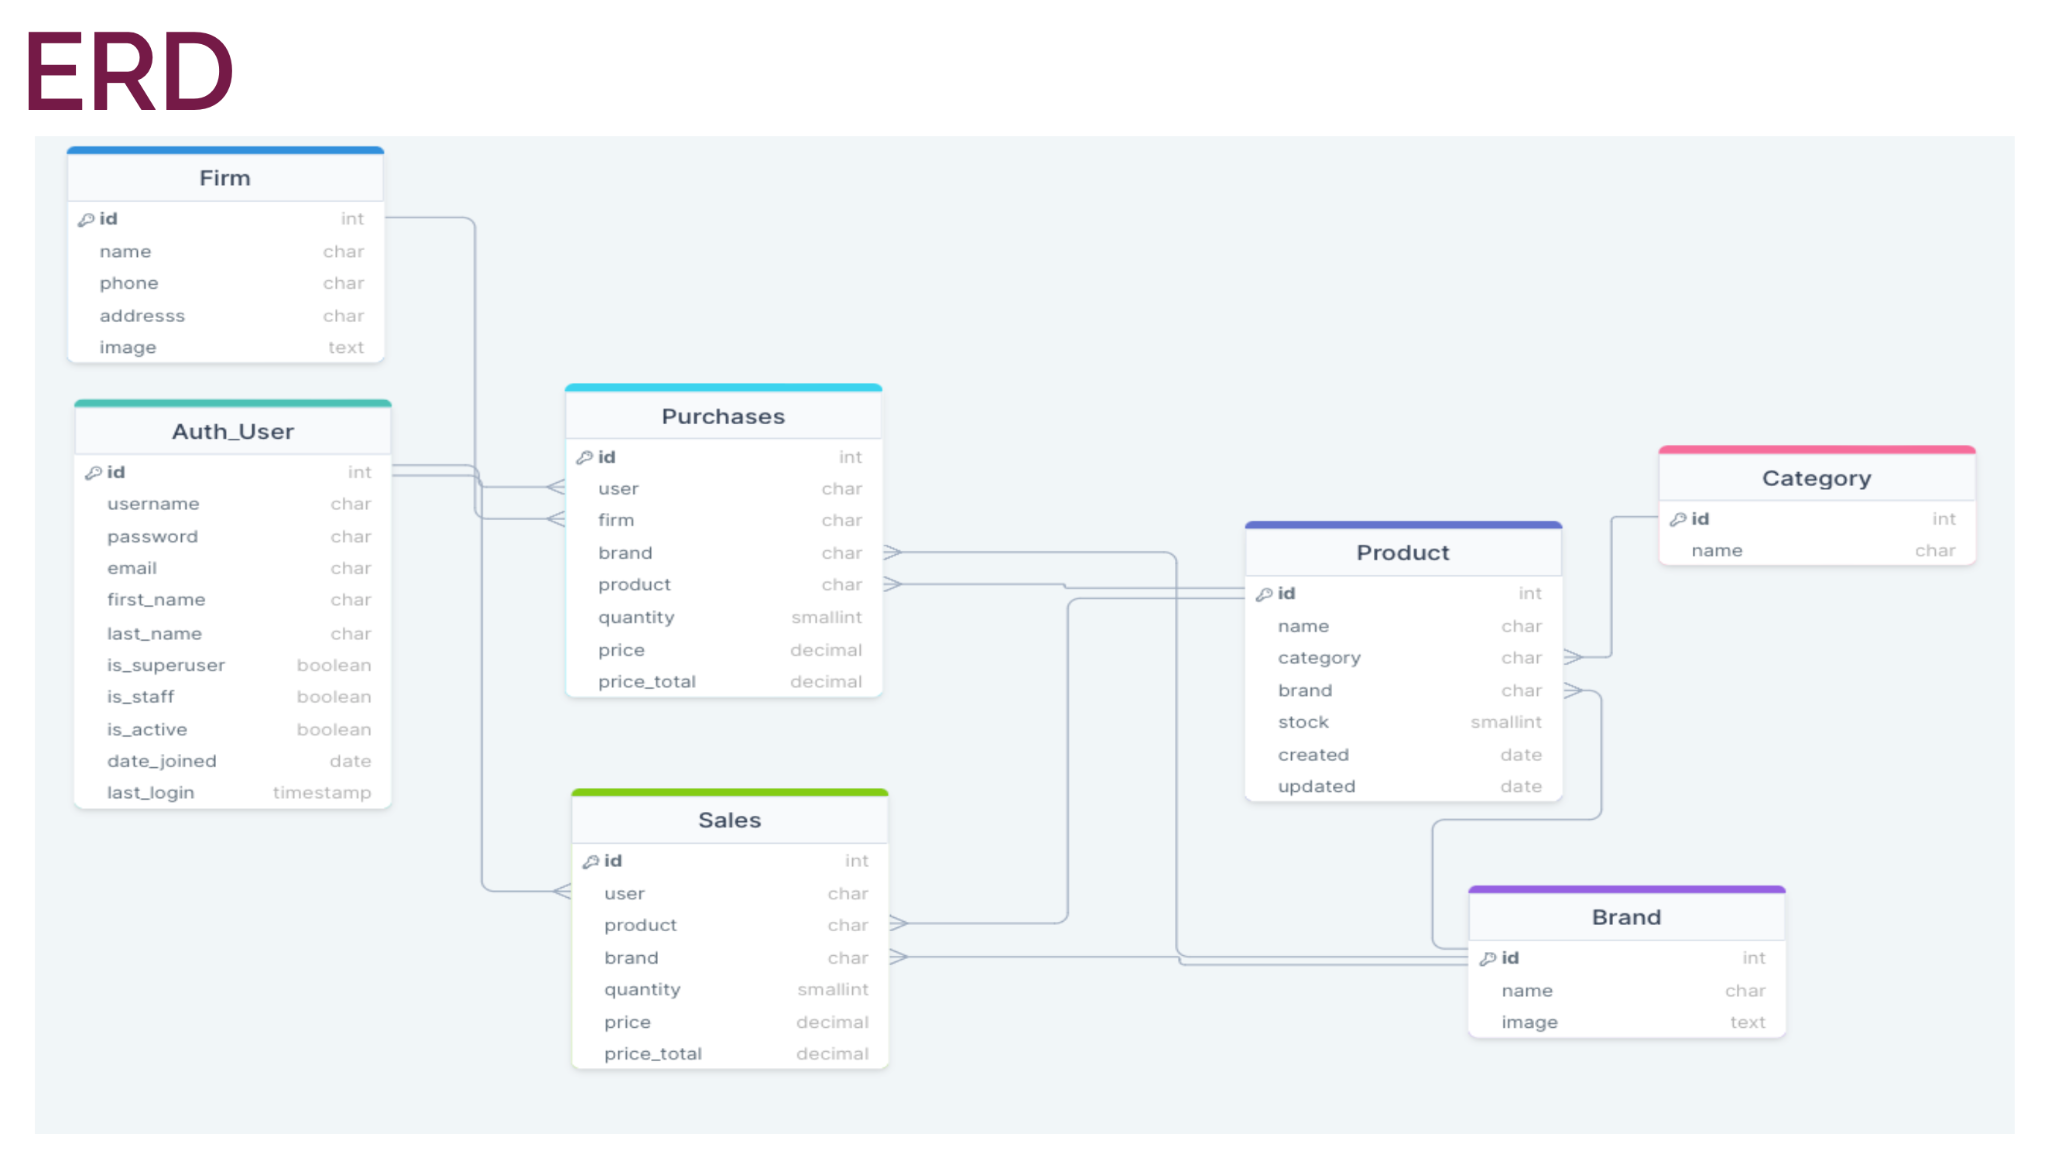 ERD
Firm
id int
name char
phone char
addresss char
image text
Auth_User
id int
username char
password char
email char
first_name char
last_name char
is_superuser boolean
is_staff boolean
is_active boolean
date_joined date
last_login timestamp
Purchases
id int
user char
firm char
brand char
product char
quantity smallint
price decimal
price_total decimal
Sales
id int
user char
product char
brand char
quantity smallint
price decimal
price_total decimal
Product
id int
name char
category char
brand char
stock smallint
created date
updated date
Category
id int
name char
Brand
id int
name char
image text